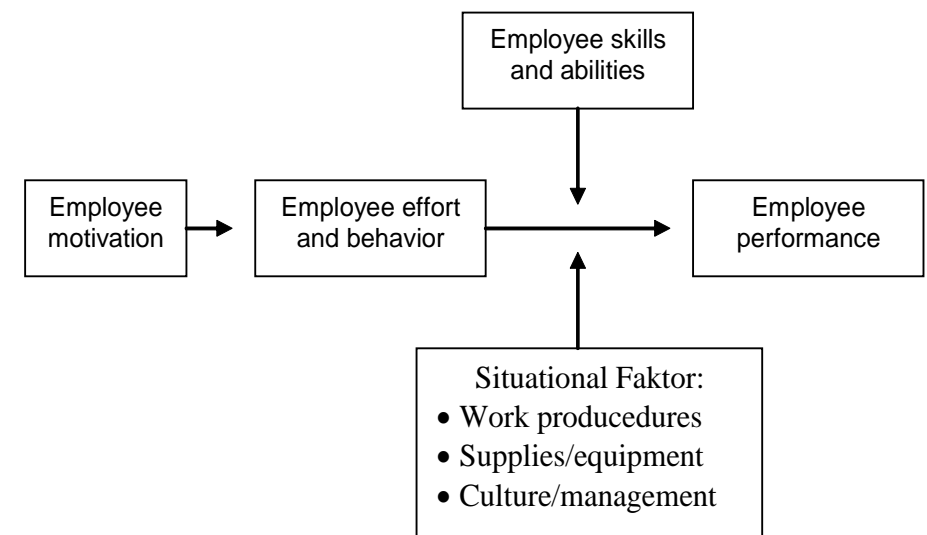 Employee skills
and abilities
Employee
motivation
Employee effort
and behavior
Employee
performance
Situational Faktor:
• Work producedures
• Supplies/equipment
• Culture/management